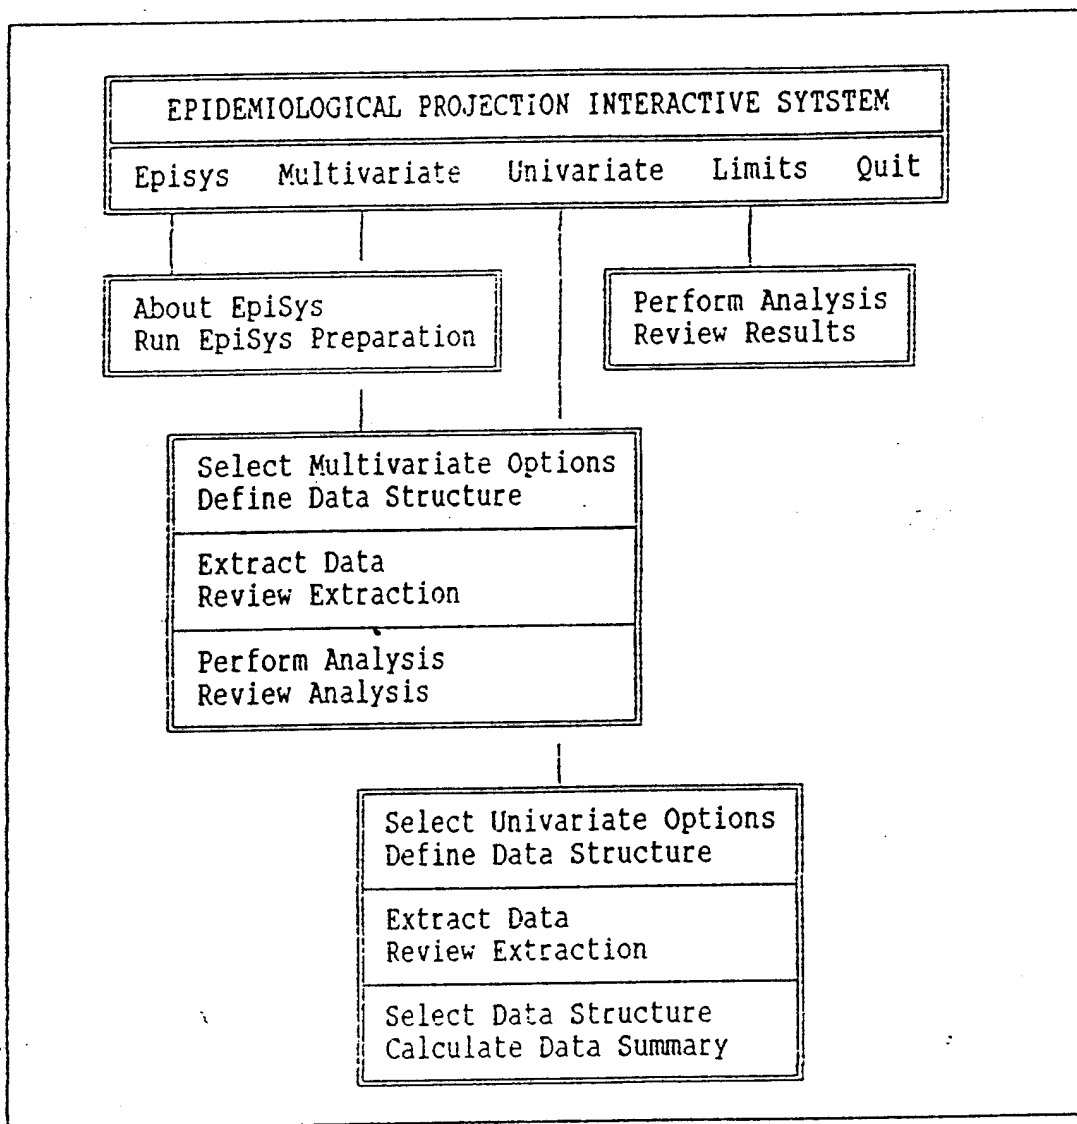 EPIDEMIOLOGICAL PROJECTION INTERACTIVE SYTSTEM
Episys Multivariate Univariate Limits Quit
About EpiSys
Run EpiSys Preparation
Perform Analysis
Review Results
Select Multivariate Options
Define Data Structure
Extract Data
Review Extraction
Perform Analysis
Review Analysis
Select Univariate Options
Define Data Structure
Extract Data
Review Extraction
Select Data Structure
Calculate Data Summary